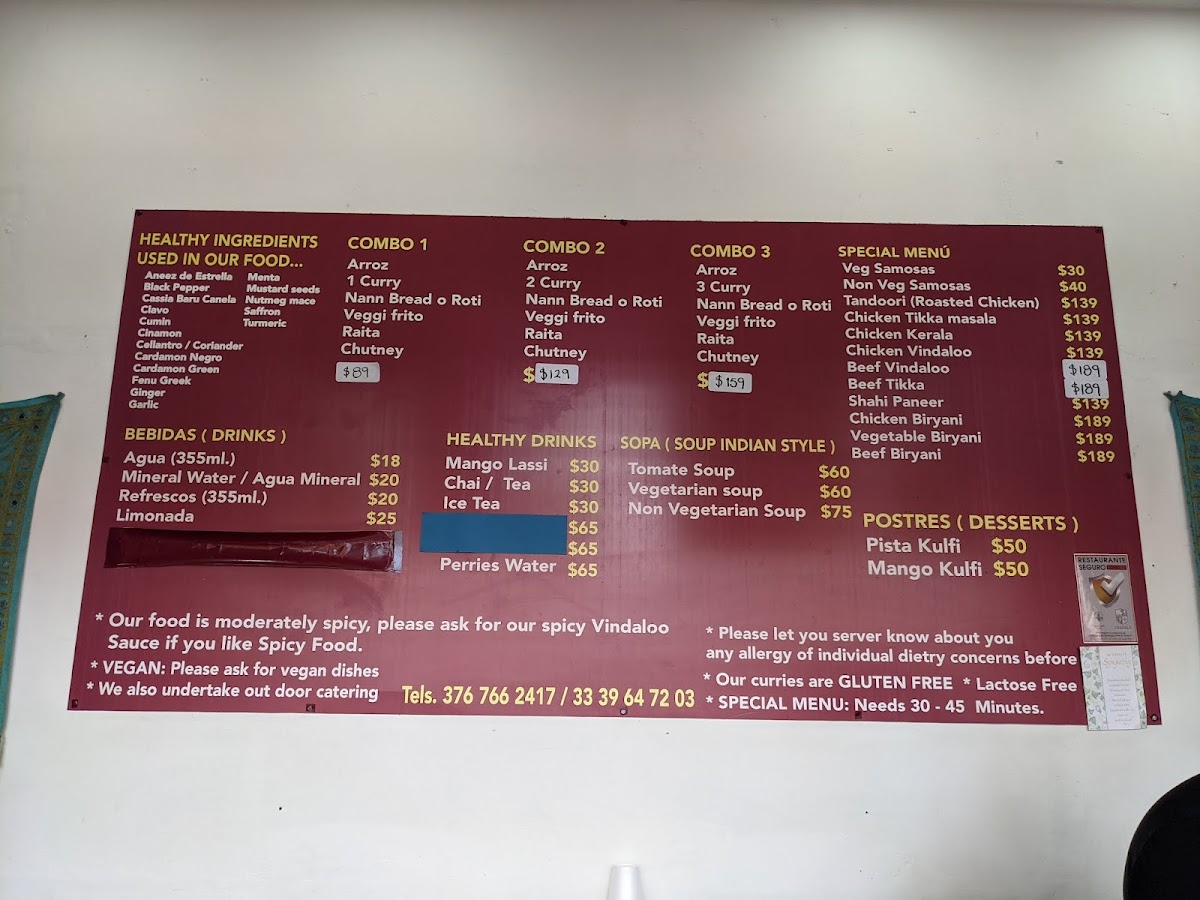 HEALTHY INGREDIENTS
USED IN OUR FOOD...
Aneez de Estrella
Black Pepper
Cassia Baru Canela
Clavo
Cumin
Cinamon
Cellantro / Coriander
Cardamon Negro
Cardamon Green
Fenu Greek
Ginger
Garlic
Menta
Mustard seeds
Nutmeg mace
Saffron
Turmeric
COMBO 1
Arroz
1 Curry
Nann Bread o Roti
Veggi frito
Raita
Chutney
$89
COMBO 2
Arroz
2 Curry
Nann Bread o Roti
Veggi frito
Raita
Chutney
$ $129
COMBO 3
Arroz
3 Curry
Nann Bread o Roti
Veggi frito
Raita
Chutney
$ $159
SPECIAL MENÚ
Veg Samosas $30
Non Veg Samosas $40
Tandoori (Roasted Chicken) $139
Chicken Tikka masala $139
Chicken Kerala $139
Chicken Vindaloo $139
Beef Vindaloo $189
Beef Tikka $189
Shahi Paneer $139
Chicken Biryani $189
Vegetable Biryani $189
Beef Biryani $189
BEBIDAS ( DRINKS )
Agua (355ml.) $18
Mineral Water / Agua Mineral $20
Refrescos (355ml.) $20
Limonada $25
HEALTHY DRINKS
Mango Lassi $30
Chai / Tea $30
Ice Tea $30
$65
$65
Perries Water $65
SOPA ( SOUP INDIAN STYLE )
Tomate Soup $60
Vegetarian soup $60
Non Vegetarian Soup $75
POSTRES ( DESSERTS )
Pista Kulfi $50
Mango Kulfi $50
RESTAURANTE
SEGURO
* Our food is moderately spicy, please ask for our spicy Vindaloo
Sauce if you like Spicy Food.
* VEGAN: Please ask for vegan dishes
* We also undertake out door catering
Tels. 376 766 2417 / 33 39 64 72 03
* Please let you server know about you
any allergy of individual dietry concerns before
* Our curries are GLUTEN FREE * Lactose Free
* SPECIAL MENU: Needs 30 - 45 Minutes.